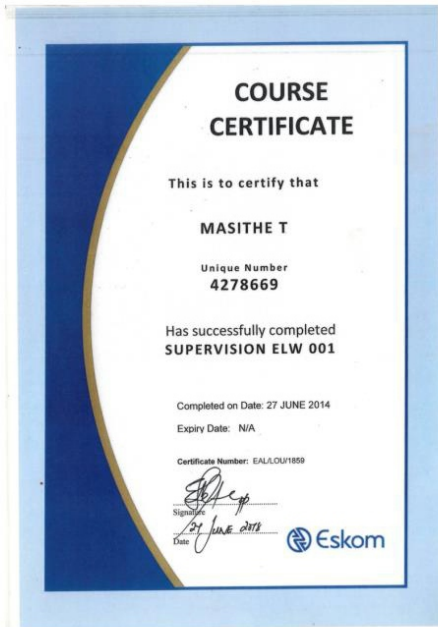 COURSE
CERTIFICATE
This is to certify that
MASITHE T
Unique Number
4278669
Has successfully completed
SUPERVISION ELW 001
Completed on Date: 27 JUNE 2014
Expiry Date: N/A
Certificate Number: EAL/LOU/1859
Signature
JUNE
Date
Eskom